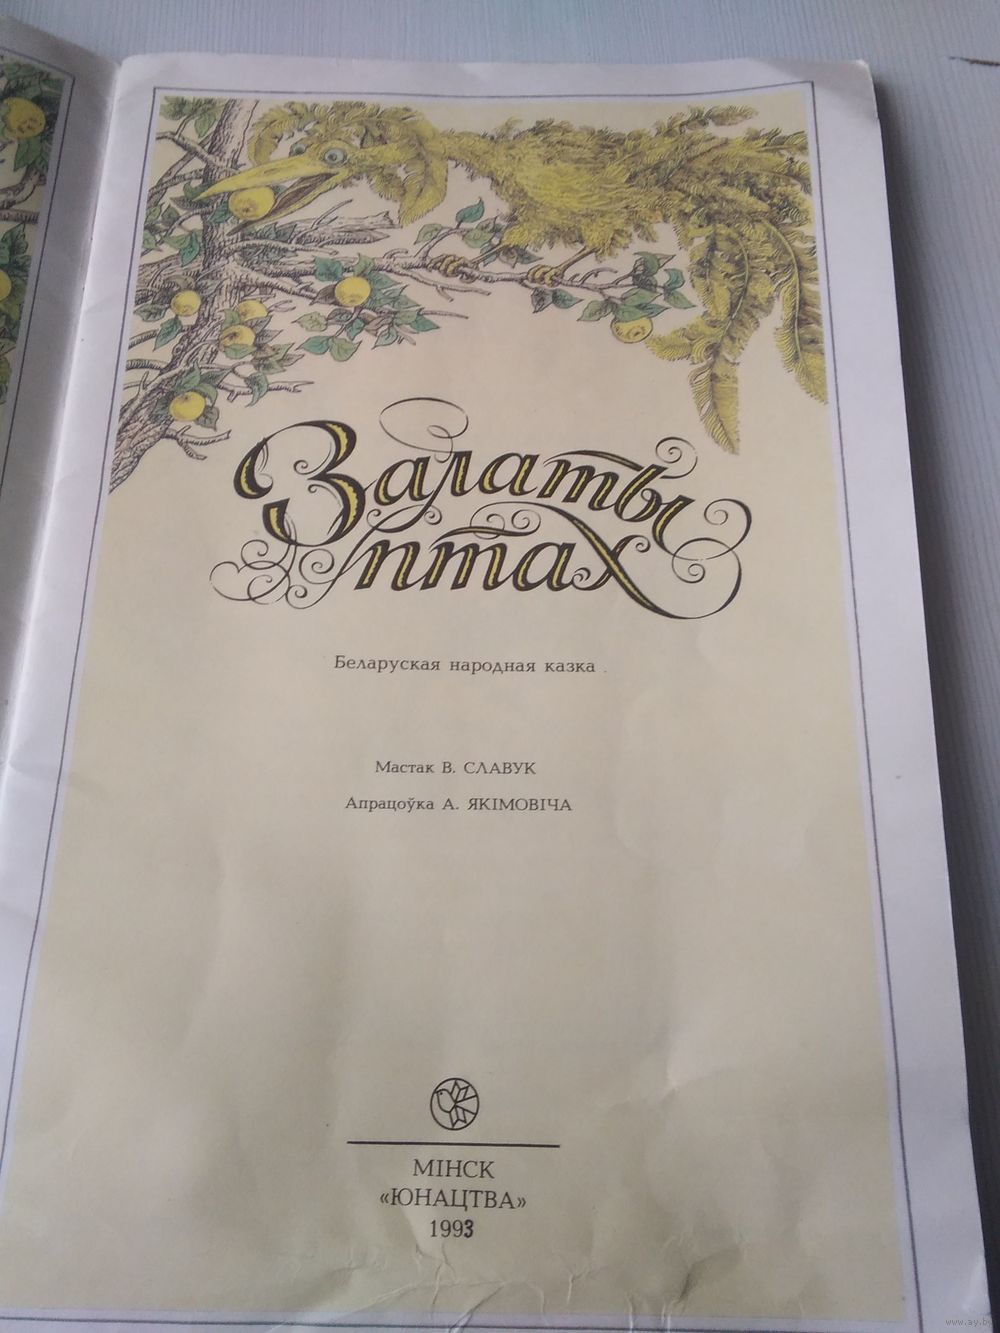 Залаты
птах
Беларуская народная казка
Мастак В. СЛАВУК
Апрацоўка А. ЯКІМОВІЧА
МІНСК
«ЮНАЦТВА»
1993